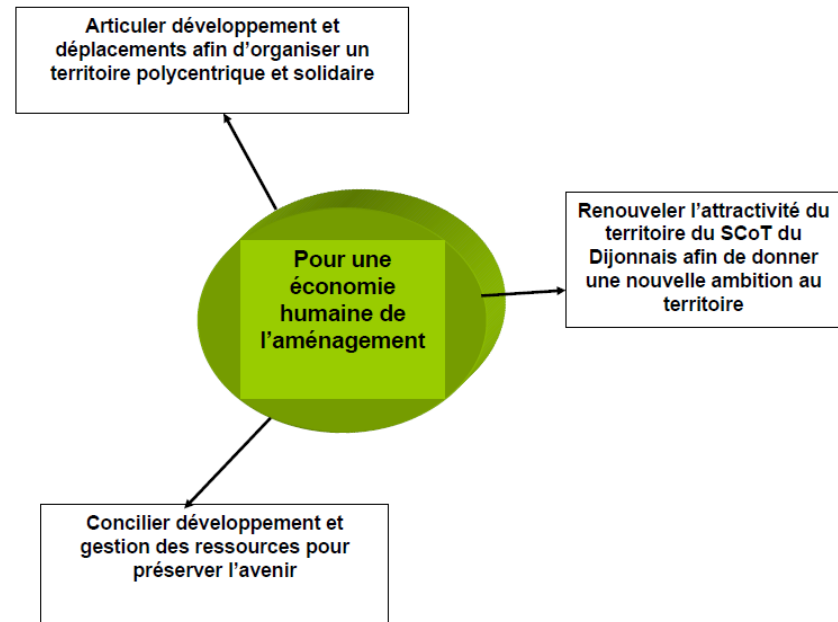 Articuler développement et
déplacements afin d’organiser un
territoire polycentrique et solidaire
Pour une
économie
humaine de
l’aménagement
Renouveler l’attractivité du
territoire du SCoT du
Dijonnais afin de donner
une nouvelle ambition au
territoire
Concilier développement et
gestion des ressources pour
préserver l’avenir